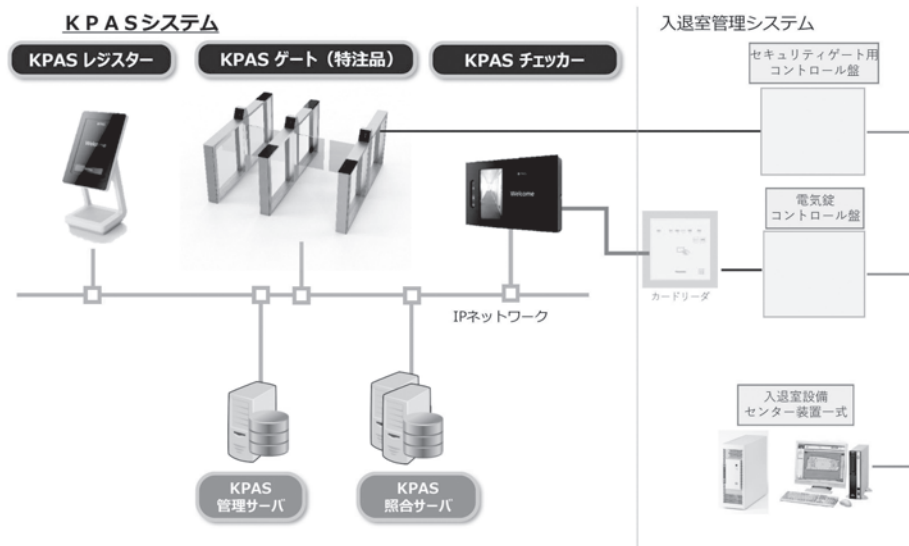 KPASシステム
KPAS レジスター
KPAS ゲート（特注品）
KPAS チェッカー
Welcome
IPネットワーク
KPAS
管理サーバ
KPAS
照合サーバ
入退室管理システム
セキュリティゲート用
コントロール盤
電気錠
コントロール盤
カードリーダ
入退室設備
センター装置一式